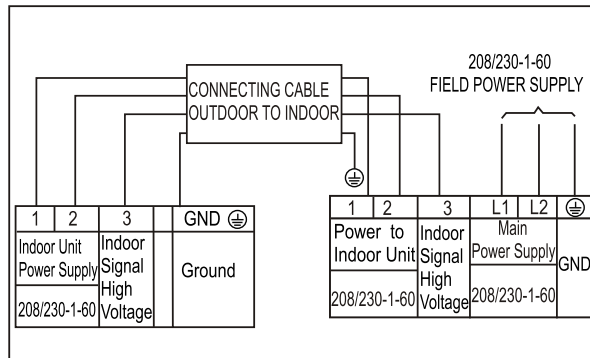 208/230-1-60
FIELD POWER SUPPLY
CONNECTING CABLE
OUTDOOR TO INDOOR
1 2 3 GND
Indoor Unit
Power Supply
208/230-1-60
Indoor
Signal
High
Voltage
Ground
1 2 3 L1 L2
Power to
Indoor Unit
208/230-1-60
Indoor
Signal
High
Voltage
Main
Power Supply
208/230-1-60
GND